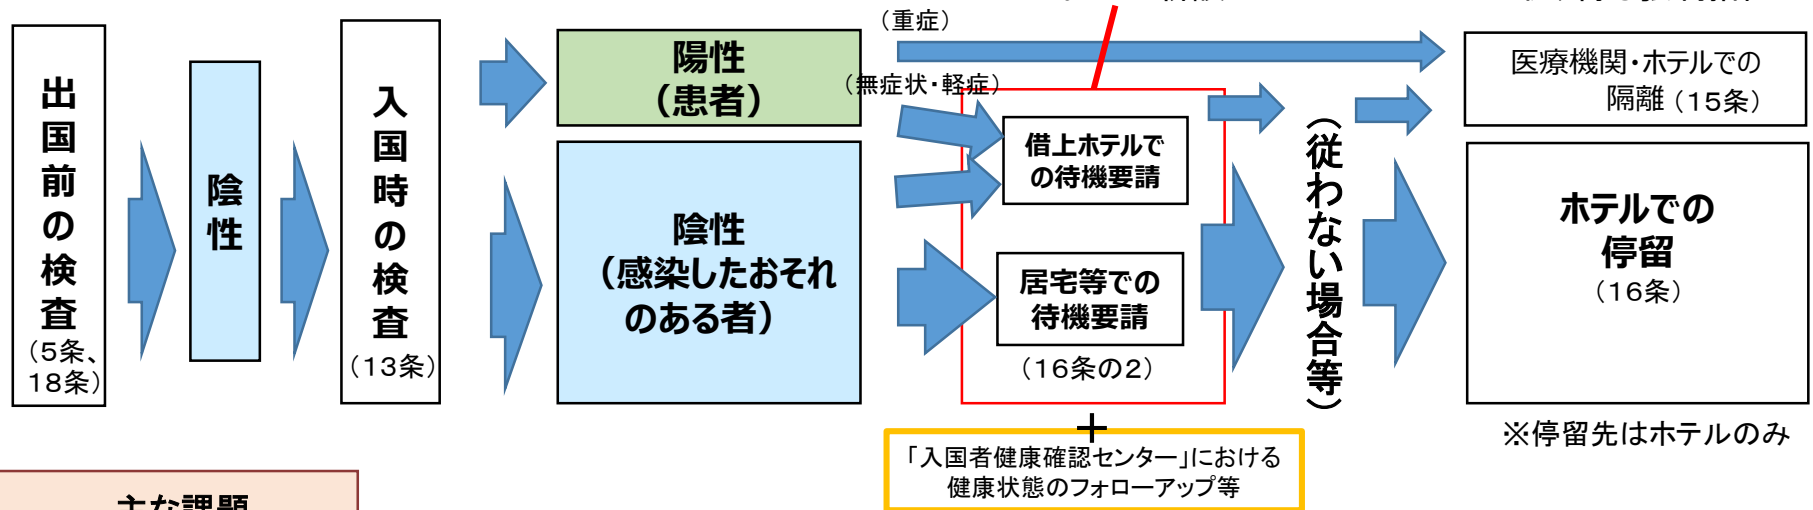 出国前の検査
（5条、
18条）
陰性
入国時の検査
（13条）
陽性
（患者）
陰性
（感染したおそれ
のある者）
（重症）
（無症状・軽症）
借上ホテルで
の待機要請
居宅等での
待機要請
（16条の2）
＋
「入国者健康確認センター」における
健康状態のフォローアップ等
（従わない場合等）
医療機関・ホテルでの
隔離（15条）
ホテルでの
停留
（16条）
※停留先はホテルのみ
主な課題